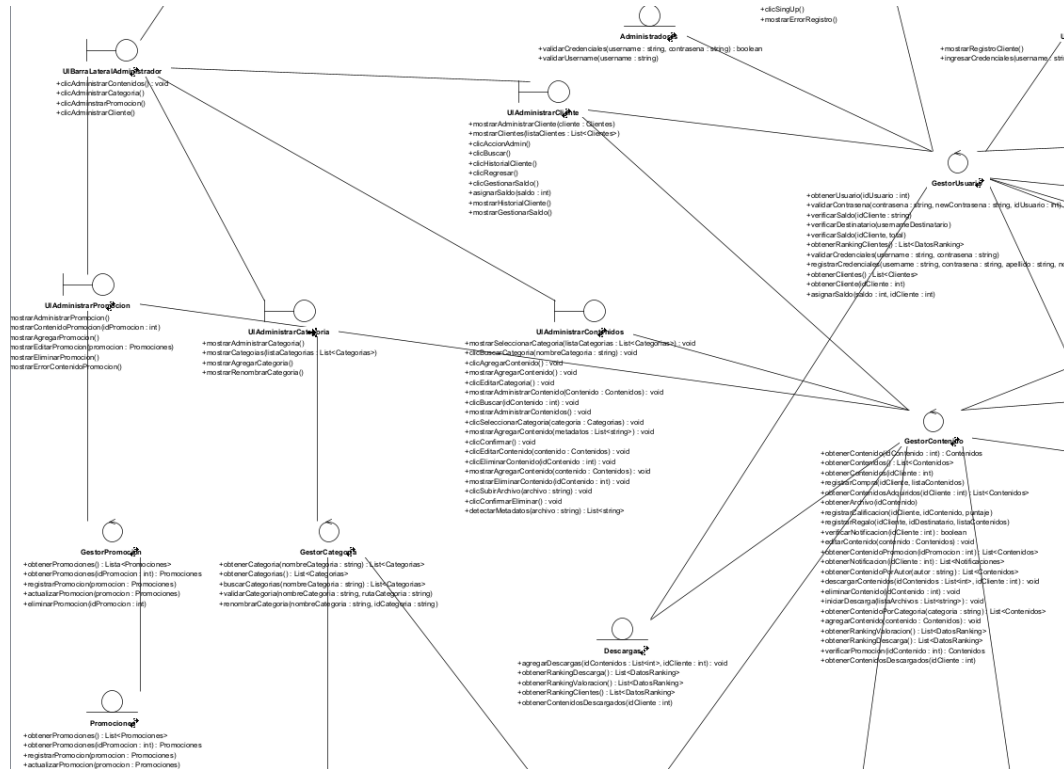 +clicSingUp()
+mostrarErrorRegistro()
Administradores
+validarCredenciales(username : string, contrasena : string) : boolean
+validarUsername(username : string)
+mostrarRegistroCliente()
+ingresarCredenciales(username :
UIBarraLateralAdministrador
+clicAdministrarContenidos() : void
+clicAdministrarCategoria()
+clicAdminstrarPromocion()
+clicAdministrarCliente()
UIAdministrarCliente
+mostrarAdministrarCliente(cliente : Clientes)
+mostrarClientes(listaClientes : List<Clientes>)
+clicAccionAdmin()
+clicBuscar()
+clicHistorialCliente()
+clicRegresar()
+clicGestionarSaldo()
+asignarSaldo(saldo : int)
+mostrarHistorialCliente()
+mostrarGestionarSaldo()
GestorUsuario
+obtenerUsuario(idUsuario : int)
+validarContrasena(contrasena : string, newContrasena : string, idUsuario : int)
+verificarSaldo(idCliente : string)
+verificarDestinatario(usernameDestinatario)
+verificarSaldo(idCliente, total)
+obtenerRankingClientes() : List<DatosRanking>
+validarCredenciales(username : string, contrasena : string)
+registrarCredenciales(username : string, contrasena : string, apellido : string,
+obtenerClientes() : List<Clientes>
+obtenerCliente(idCliente : int)
+asignarSaldo(saldo : int, idCliente : int)
UIAdministrarPromocion
mostrarAdministrarPromocion()
mostrarContenidoPromocion(idPromocion : int)
mostrarAgregarPromocion()
mostrarEditarPromocion(promocion : Promociones)
mostrarEliminarPromocion()
mostrarErrorContenidoPromocion()
UIAdministrarCategoria
+mostrarAdministrarCategoria()
+mostrarCategoias(listaCategorias : List<Categorias>)
+mostrarAgregarCategoria()
+mostrarRenombrarCategoria()
UIAdministrarContenidos
+mostrarSeleccionarCategoria(listaCategorias : List<Categorias>) : void
+clicBuscarCategoria(nombreCategoria : string) : void
+clicAgregarContenido() : void
+mostrarAgregarContenido() : void
+clicEditarCategoria() : void
+mostrarAdministrarContenido(Contenido : Contenidos) : void
+clicBuscar(idContenido : int) : void
+mostrarAdministrarContenidos() : void
+clicSeleccionarCategoria(categoria : Categorias) : void
+mostrarAgregarContenido(metadatos : List<string>) : void
+clicConfirmar() : void
+clicEditarContenido(contenido : Contenidos) : void
+clicEliminarContenido(idContenido : int) : void
+mostrarAgregarContenido(contenido : Contenidos) : void
+mostrarEliminarContenido(idContenido : int) : void
+clicSubirArchivo(archivo : string) : void
+clicConfirmarEliminar() : void
+detectarMetadatos(archivo : string) : List<string>
GestorContenido
+obtenerContenido(idContenido : int) : Contenidos
+obtenerContenidos() : List<Contenidos>
+obtenerContenidos(idCliente : int)
+registrarCompra(idCliente, listaContenidos)
+obtenerContenidosAdquiridos(idCliente : int) : List<Contenidos>
+obtenerArchivo(idContenido)
+registrarCalificacion(idCliente, idContenido, puntaje)
+registrarRegalo(idCliente, idDestinatario, listaContenidos)
+verificarNotificacion(idCliente : int) : boolean
+editarContenido(contenido : Contenidos) : void
+obtenerContenidoPromocion(idPromocion : int) : List<Contenidos>
+obtenerNotificacion(idCliente : int) : List<Notificaciones>
+obtenerContenidoPorAutor(autor : string) : List<Contenidos>
+descargarContenidos(idContenidos : List<int>, idCliente : int) : void
+eliminarContenido(idContenido : int) : void
+iniciarDescarga(listaArchivos : List<string>) : void
+obtenerContenidoPorCategoria(categoria : string) : List<Contenidos>
+agregarContenido(contenido : Contenidos) : void
+obtenerRankingValoracion() : List<DatosRanking>
+obtenerRankingDescarga() : List<DatosRanking>
+verificarPromocion(idContenido : int) : Contenidos
+obtenerContenidosDescargados(idCliente : int)
GestorPromocion
+obtenerPromociones() : Lista<Promociones>
+obtenerPromociones(idPromocion : int) : Promociones
+registrarPromocion(promocion : Promociones)
+actualizarPromocion(promocion : Promociones)
+eliminarPromocion(idPromocion : int)
GestorCategoria
+obtenerCategoria(nombreCategoria : string) : List<Categorias>
+obtenerCategorias() : List<Categorias>
+buscarCategorias(nombreCategoria : string) : List<Categorias>
+validarCategoria(nombreCategoria : string, rutaCategoria : string)
+renombrarCategoria(nombreCategoria : string, idCategoria : string)
Descargas
+agregarDescargas(idContenidos : List<int>, idCliente : int) : void
+obtenerRankingDescarga() : List<DatosRanking>
+obtenerRankingValoracion() : List<DatosRanking>
+obtenerRankingClientes() : List<DatosRanking>
+obtenerContenidosDescargados(idCliente : int)
Promociones
+obtenerPromociones() : List<Promociones>
+obtenerPromociones(idPromocion : int) : Promociones
+registrarPromocion(promocion : Promociones)
+actualizarPromocion(promocion : Promociones)